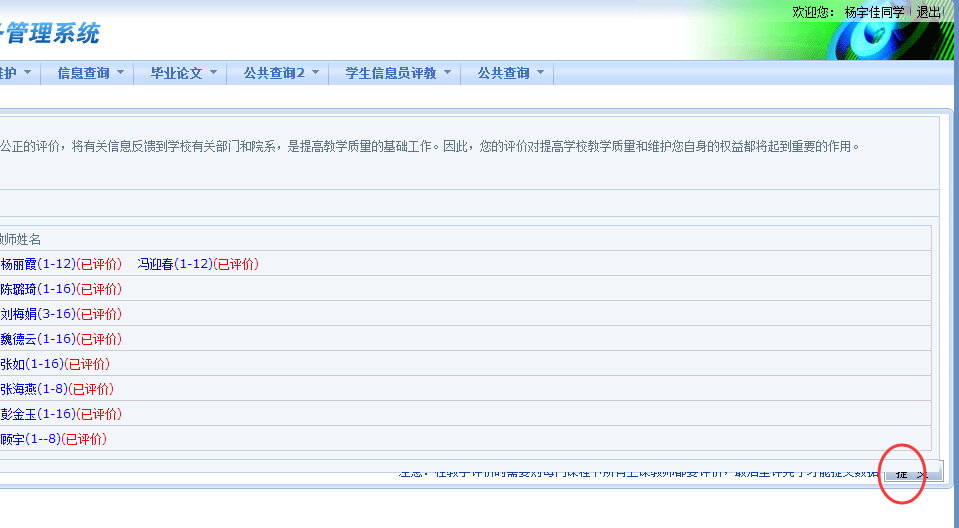 欢迎您： 杨宇佳同学 | 退出
管理系统
维护 信息查询 毕业论文 公共查询2 学生信息员评教 公共查询
公正的评价，将有关信息反馈到学校有关部门和院系，是提高教学质量的基础工作。因此，您的评价对提高学校教学质量和维护您自身的权益都将起到重要的作用。
教师姓名
杨丽霞(1-12)(已评价) 冯迎春(1-12)(已评价)
陈璐琦(1-16)(已评价)
刘梅娟(3-16)(已评价)
魏德云(1-16)(已评价)
张如(1-16)(已评价)
张海燕(1-8)(已评价)
彭金玉(1-16)(已评价)
顾宇(1--8)(已评价)
注意：在教学评价时需要对每门课程中所有上课教师都要评价，最后全评完了才能提交数据 提 交